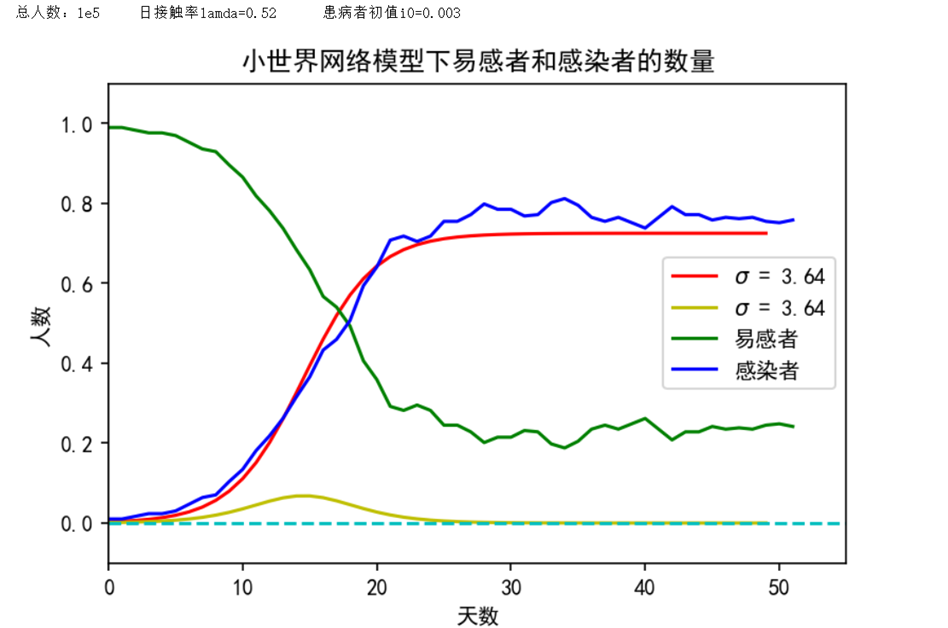 总人数：1e5 日接触率lamda=0.52 患病者初值i0=0.003
小世界网络模型下易感者和感染者的数量
1.0
0.8
0.6
0.4
0.2
0.0
人数
σ = 3.64
σ = 3.64
易感者
感染者
0 10 20 30 40 50
天数